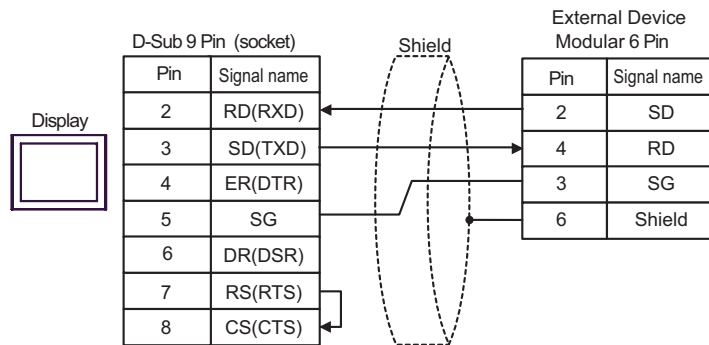 External Device
D-Sub 9 Pin (socket) Shield Modular 6 Pin
Pin Signal name Pin Signal name
2 RD(RXD) 2 SD
Display
3 SD(TXD) 4 RD
4 ER(DTR) 3 SG
5 SG 6 Shield
6 DR(DSR)
7 RS(RTS)
8 CS(CTS)